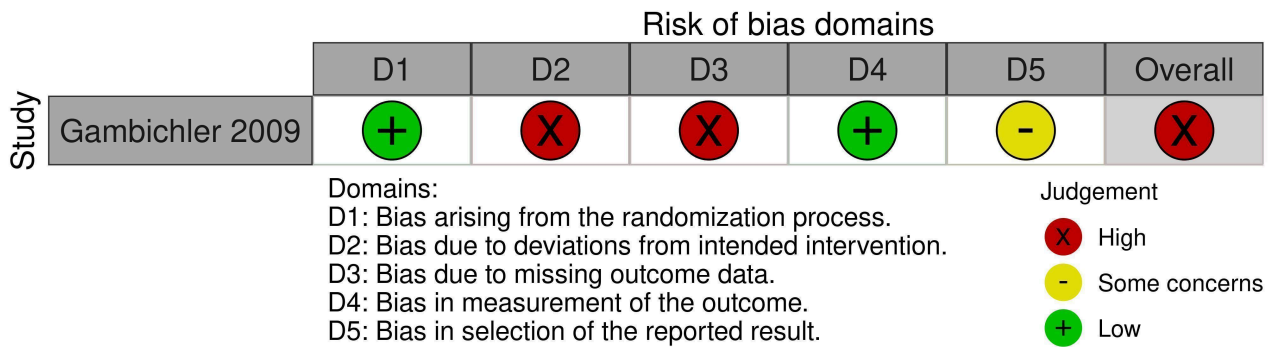 Risk of bias domains
D1 D2 D3 D4 D5 Overall
Study
Gambichler 2009 + X X + - X
Domains:
D1: Bias arising from the randomization process.
D2: Bias due to deviations from intended intervention.
D3: Bias due to missing outcome data.
D4: Bias in measurement of the outcome.
D5: Bias in selection of the reported result.
Judgement
X High
- Some concerns
+ Low